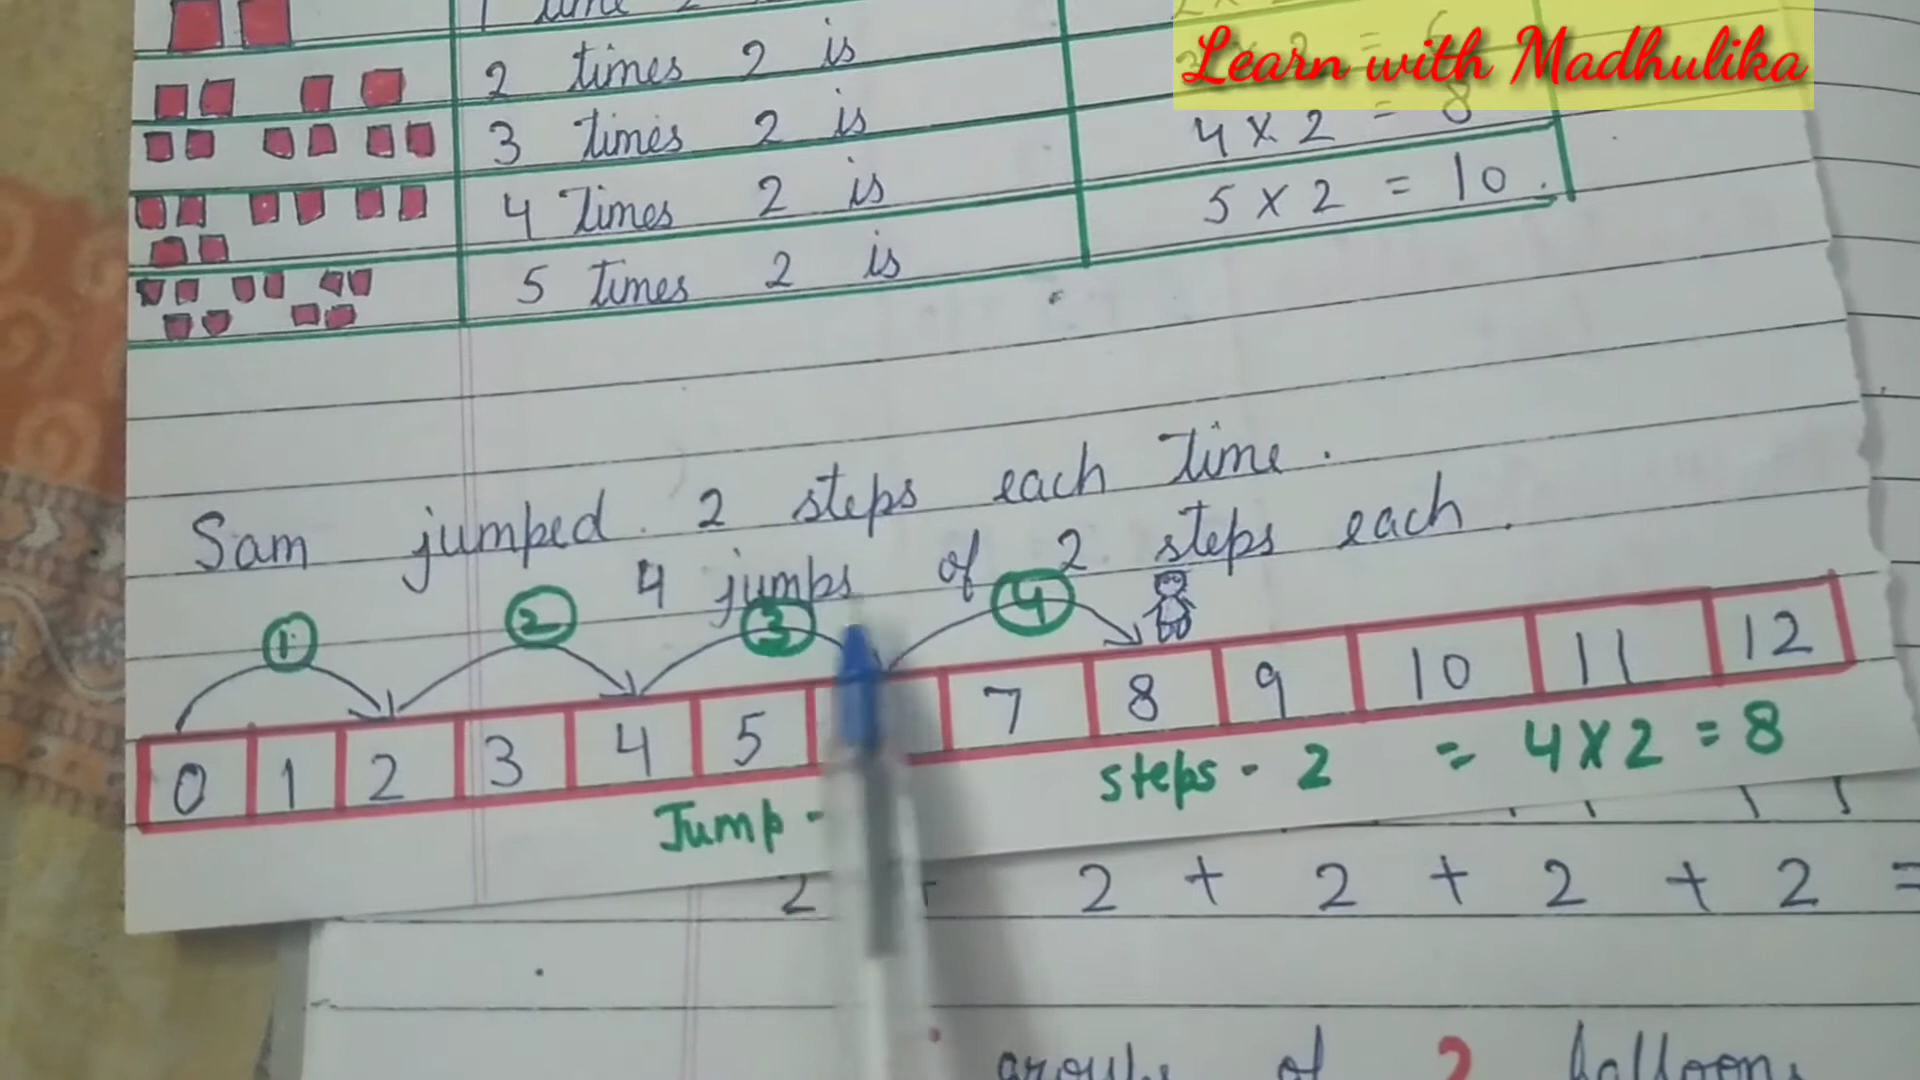 2 times 2 is
Learn with Madhulika
3 times 2 is
4 x 2 = 8
4 Times 2 is
5 x 2 = 10.
5 Times 2 is
Sam jumped. 2 steps each time.
4 jumps of 2 steps each.
1 2 3 4
0 1 2 3 4 5 7 8 9 10 11 12
Jump - steps - 2 = 4 x 2 = 8
2 2 + 2 + 2 + 2 =
groups of 2 balloons